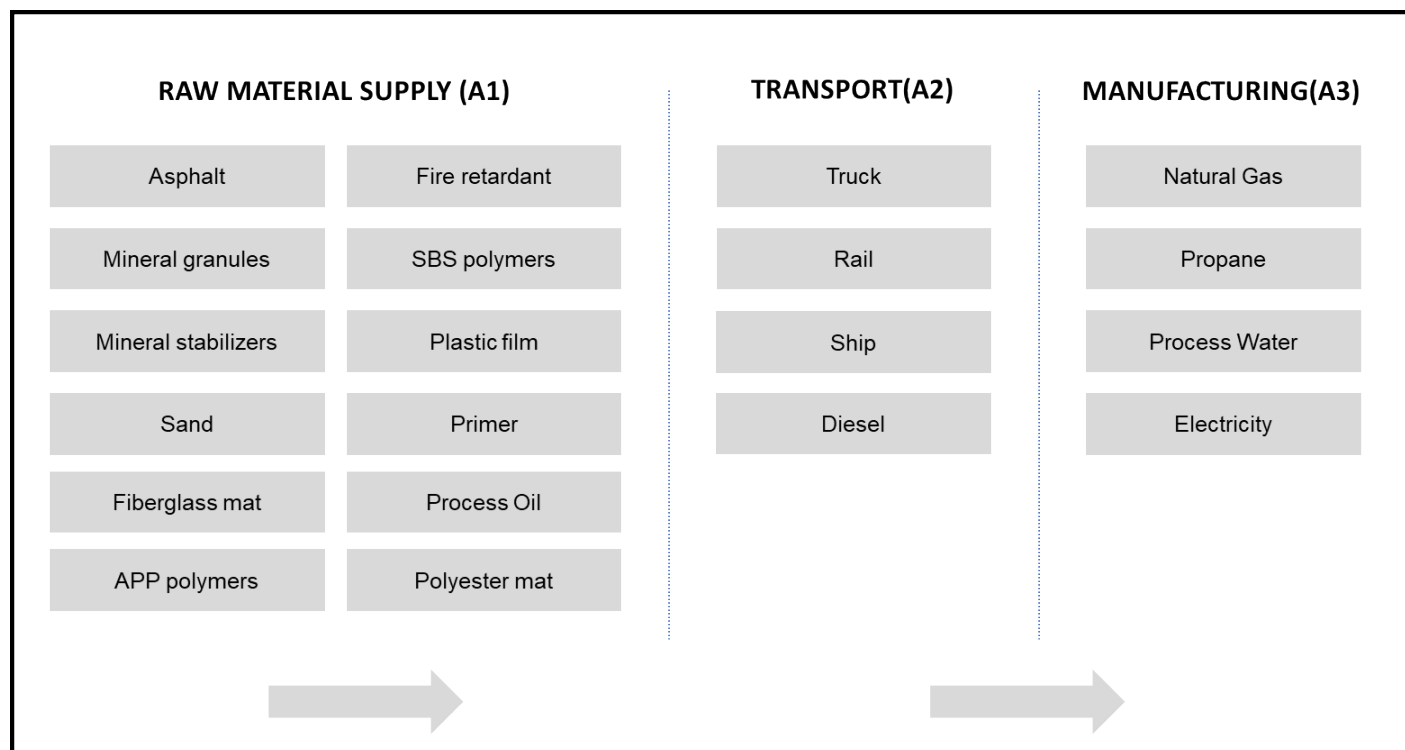 RAW MATERIAL SUPPLY (A1)
Asphalt
Fire retardant
Mineral granules
SBS polymers
Mineral stabilizers
Plastic film
Sand
Primer
Fiberglass mat
Process Oil
APP polymers
Polyester mat
TRANSPORT(A2)
Truck
Rail
Ship
Diesel
MANUFACTURING(A3)
Natural Gas
Propane
Process Water
Electricity